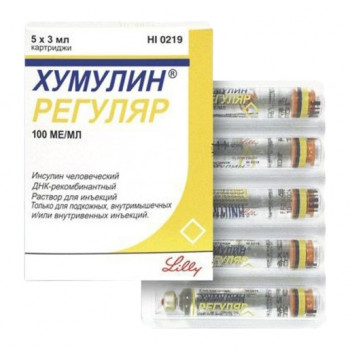 5 x 3 мл
картриджи
HI 0219
ХУМУЛИН®
РЕГУЛЯР
100 МЕ/МЛ
Инсулин человеческий
ДНК-рекомбинантный
Раствор для инъекций
Только для подкожных, внутримышечных
и/или внутривенных инъекций.
Lilly